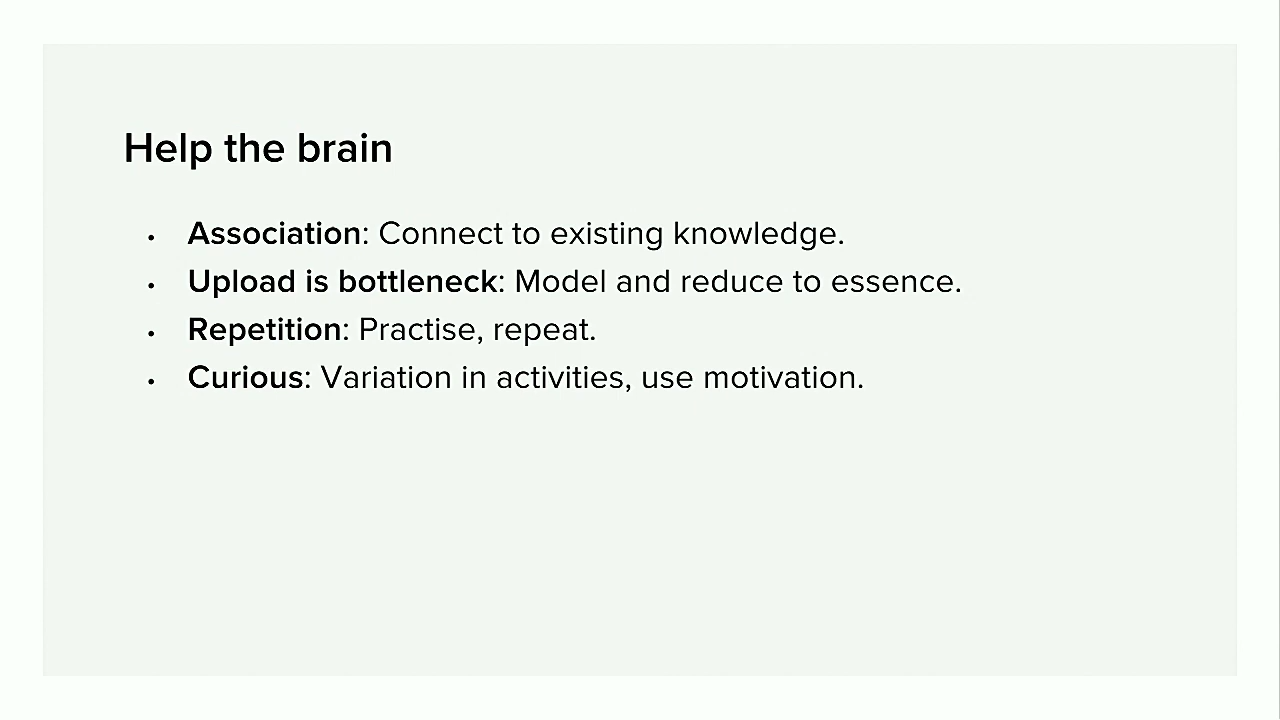 Help the brain
• Association: Connect to existing knowledge.
• Upload is bottleneck: Model and reduce to essence.
• Repetition: Practise, repeat.
• Curious: Variation in activities, use motivation.